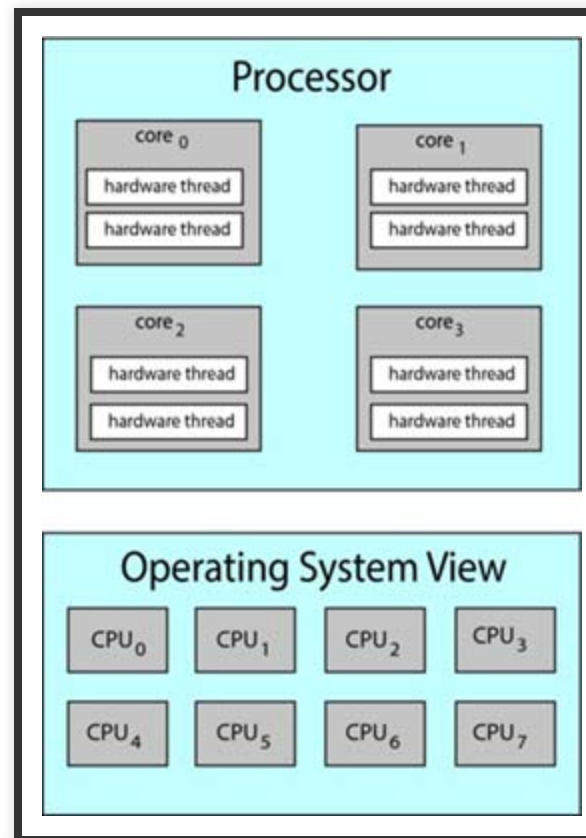 Processor
core 0
core 1
hardware thread
hardware thread
hardware thread
hardware thread
core 2
core 3
hardware thread
hardware thread
hardware thread
hardware thread
Operating System View
CPU0 CPU1 CPU2 CPU3
CPU4 CPU5 CPU6 CPU7